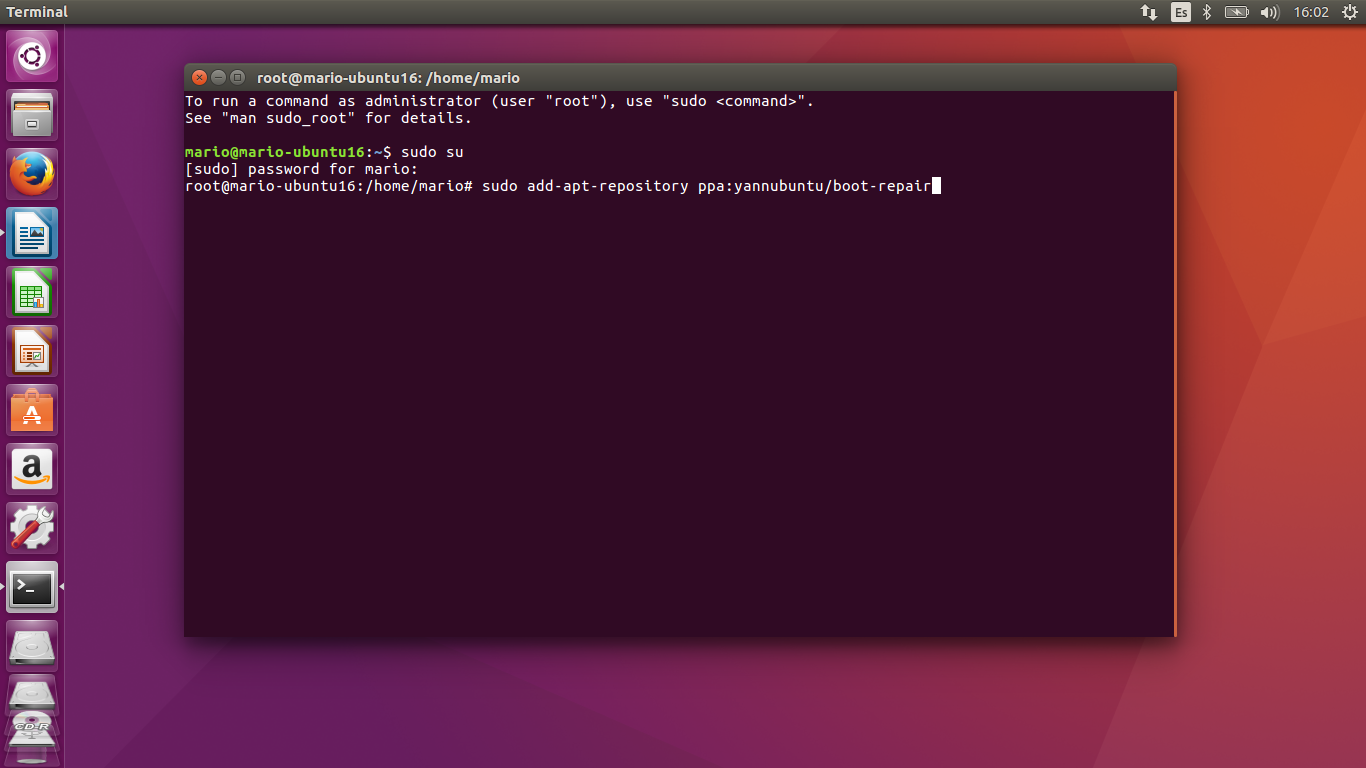 Terminal
Es
16:02
root@mario-ubuntu16: /home/mario
To run a command as administrator (user "root"), use "sudo <command>".
See "man sudo_root" for details.
mario@mario-ubuntu16:~$ sudo su
[sudo] password for mario:
root@mario-ubuntu16:/home/mario# sudo add-apt-repository ppa:yannubuntu/boot-repair
A
a
>_
CD-R